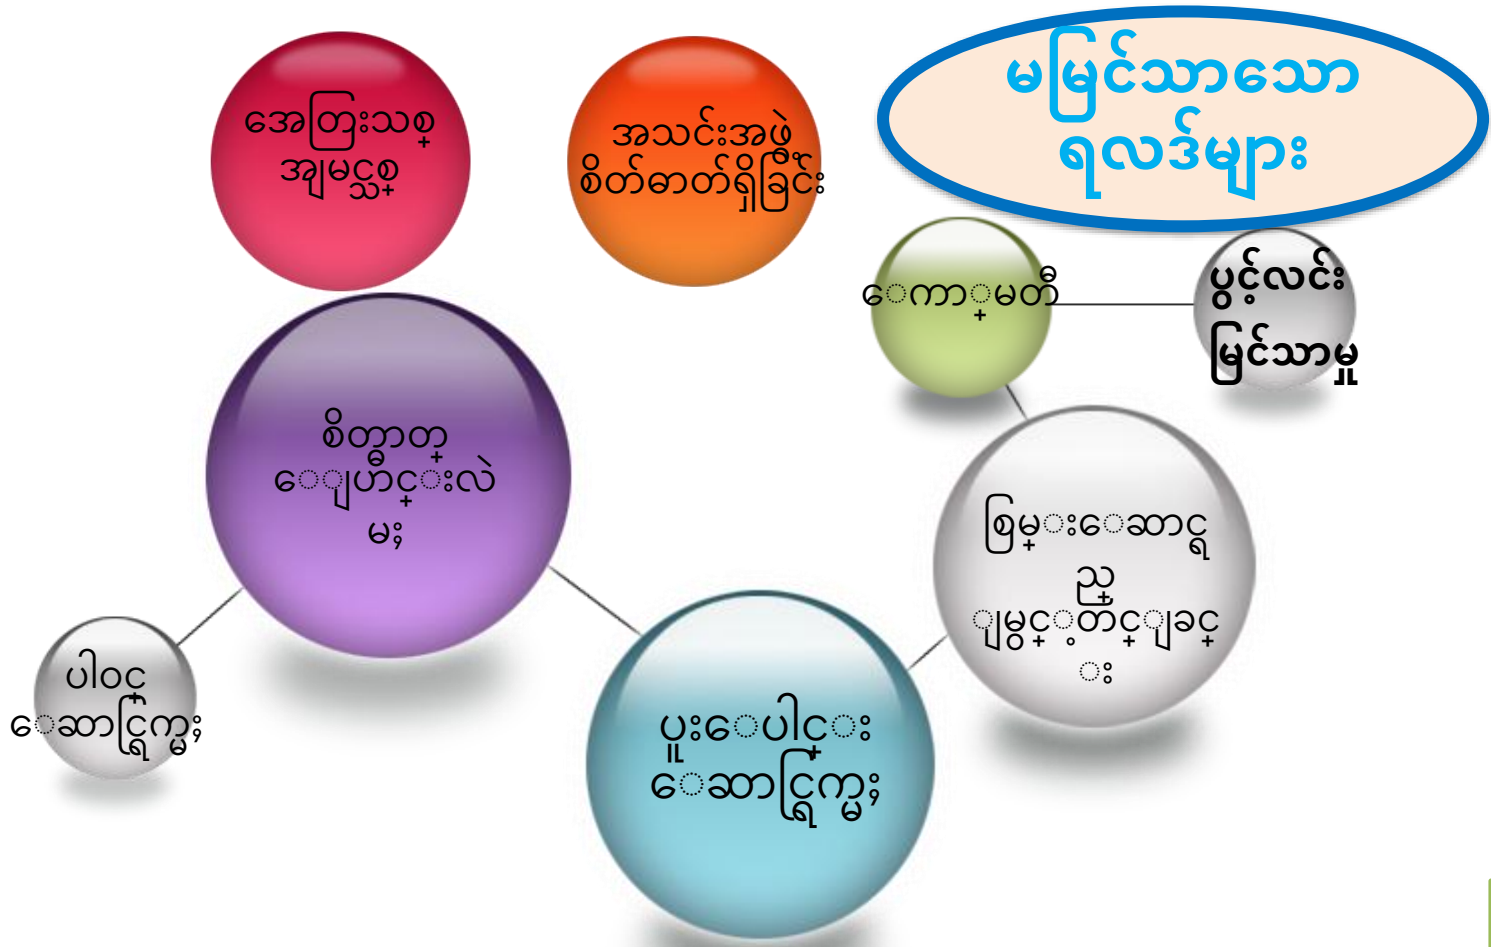 မမြင်သာသော
ရလဒ်များ
အေတြးသစ္
အျမင္သစ္
အသင်းအဖွဲ့
စိတ်ဓာတ်ရှိခြင်း
ေကာ္မတီ
ပွင့်လင်း
မြင်သာမှု
စိတ္ဓာတ္
ေျပာင္းလဲ
မႈ
စြမ္းေဆာင္ရ
ည္
ျမွင့္တင္ျခင္
း
ပါ၀င္
ေဆာင္ရြက္မႈ
ပူးေပါင္း
ေဆာင္ရြက္မႈ